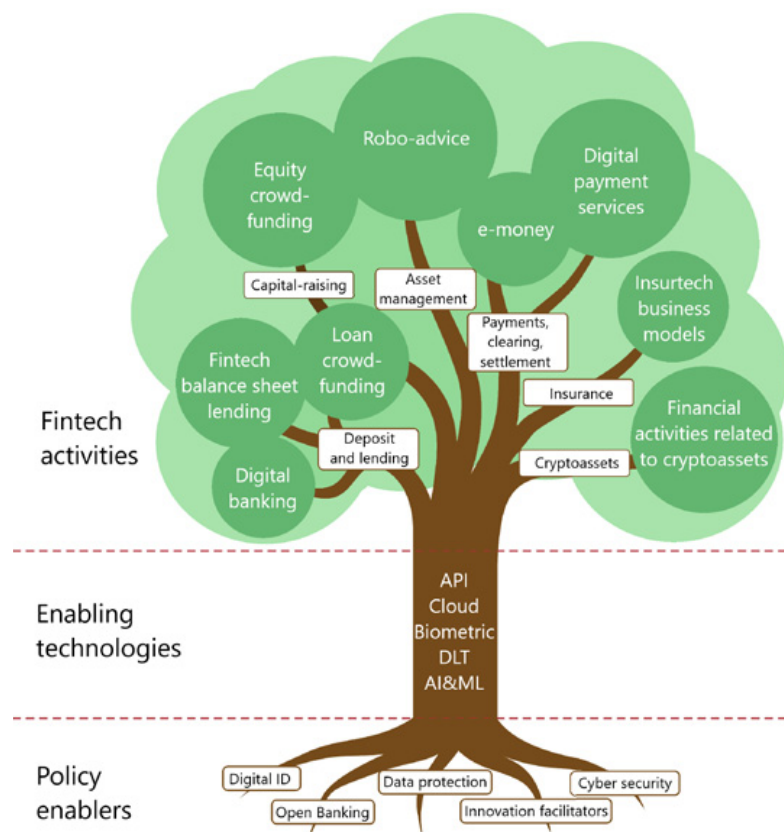 Robo-advice
Equity
crowd-
funding
Digital
payment
services
e-money
Capital-raising
Asset
management
Insurtech
business
models
Payments,
clearing,
settlement
Loan
crowd-
funding
Fintech
balance sheet
lending
Insurance
Fintech
activities
Deposit
and lending
Financial
activities related
to cryptoassets
Cryptoassets
Digital
banking
Enabling
technologies
API
Cloud
Biometric
DLT
AI&ML
Policy
enablers
Digital ID
Open Banking
Data protection
Innovation facilitators
Cyber security